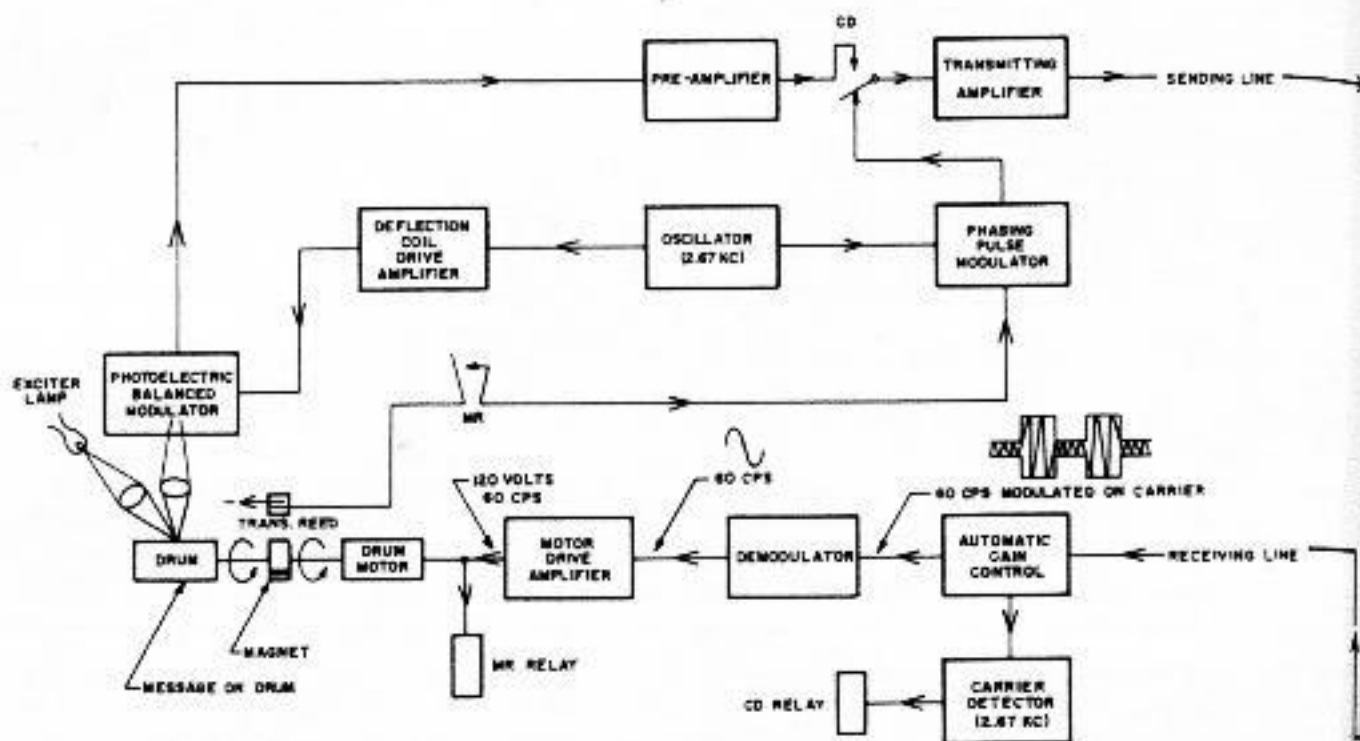 CD
PRE-AMPLIFIER
TRANSMITTING
AMPLIFIER
SENDING LINE
DEFLECTION
COIL
DRIVE
AMPLIFIER
OSCILLATOR
(2.67 KC)
PHASING
PULSE
MODULATOR
EXCITER
LAMP
PHOTOELECTRIC
BALANCED
MODULATOR
MR
120 VOLTS
60 CPS
60 CPS
60 CPS MODULATED ON CARRIER
TRANS. REED
DRUM
DRUM
MOTOR
MOTOR
DRIVE
AMPLIFIER
DEMODULATOR
AUTOMATIC
GAIN
CONTROL
RECEIVING LINE
MAGNET
MESSAGE ON DRUM
MR RELAY
CD RELAY
CARRIER
DETECTOR
(2.67 KC)